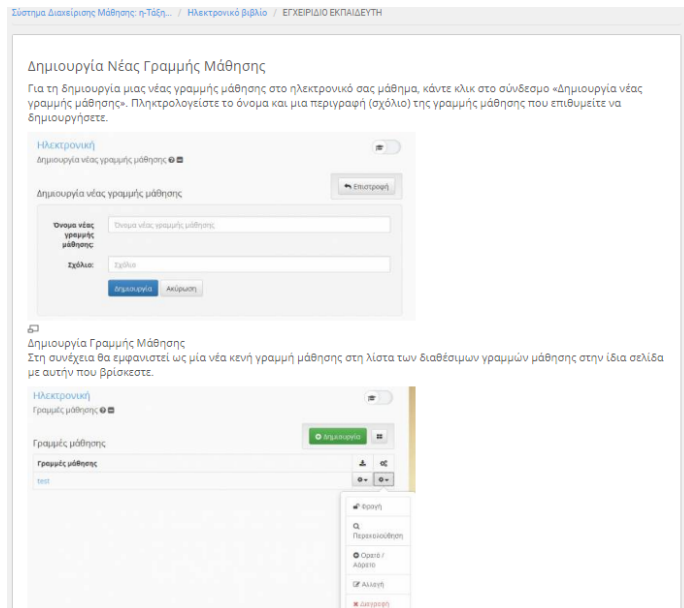 Σύστημα Διαχείρισης Μάθησης: η-Τάξη... / Ηλεκτρονικό βιβλίο / ΕΓΧΕΙΡΙΔΙΟ ΕΚΠΑΙΔΕΥΤΗ
Δημιουργία Νέας Γραμμής Μάθησης
Για τη δημιουργία μιας νέας γραμμής μάθησης στο ηλεκτρονικό σας μάθημα, κάντε κλικ στο σύνδεσμο «Δημιουργία νέας
γραμμής μάθησης». Πληκτρολογείστε το όνομα και μια περιγραφή (σχόλιο) της γραμμής μάθησης που επιθυμείτε να
δημιουργήσετε.
Ηλεκτρονική
Δημιουργία νέας γραμμής μάθησης
Δημιουργία νέας γραμμής μάθησης
Επιστροφή
Όνομα νέας
γραμμής
μάθησης:
Όνομα νέας γραμμής μάθησης
Σχόλιο:
Σχόλιο
Δημιουργία Ακύρωση
Δημιουργία Γραμμής Μάθησης
Στη συνέχεια θα εμφανιστεί ως μία νέα κενή γραμμή μάθησης στη λίστα των διαθέσιμων γραμμών μάθησης στην ίδια σελίδα
με αυτήν που βρίσκεστε.
Ηλεκτρονική
Γραμμές μάθησης
Γραμμές μάθησης
Δημιουργία
Γραμμές μάθησης
test
Παρακολούθηση
Ορατό /
Αόρατο
Αλλαγή
Διαγραφή